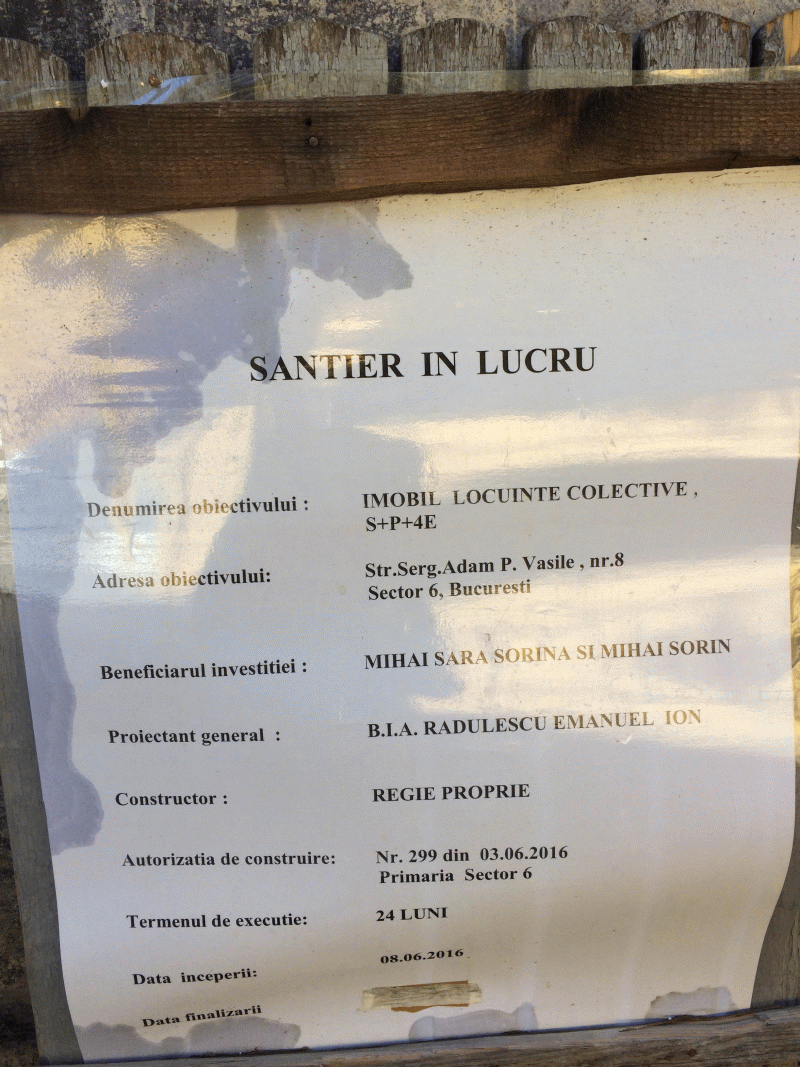 SANTIER IN LUCRU
Denumirea obiectivului : IMOBIL LOCUINTE COLECTIVE ,
S+P+4E
Adresa obiectivului: Str.Serg.Adam P. Vasile , nr.8
Sector 6, Bucuresti
Beneficiarul investitiei : MIHAI SARA SORINA SI MIHAI SORIN
Proiectant general : B.I.A. RADULESCU EMANUEL ION
Constructor : REGIE PROPRIE
Autorizatia de construire: Nr. 299 din 03.06.2016
Primaria Sector 6
Termenul de executie: 24 LUNI
Data inceperii: 08.06.2016
Data finalizarii